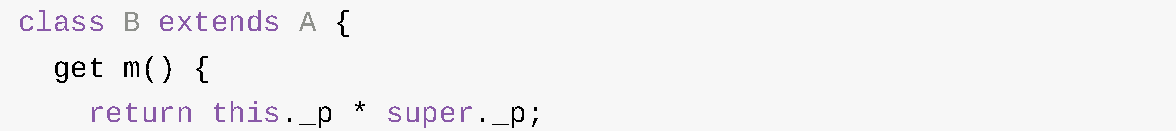 class B extends A {
  get m() {
    return this._p * super._p;